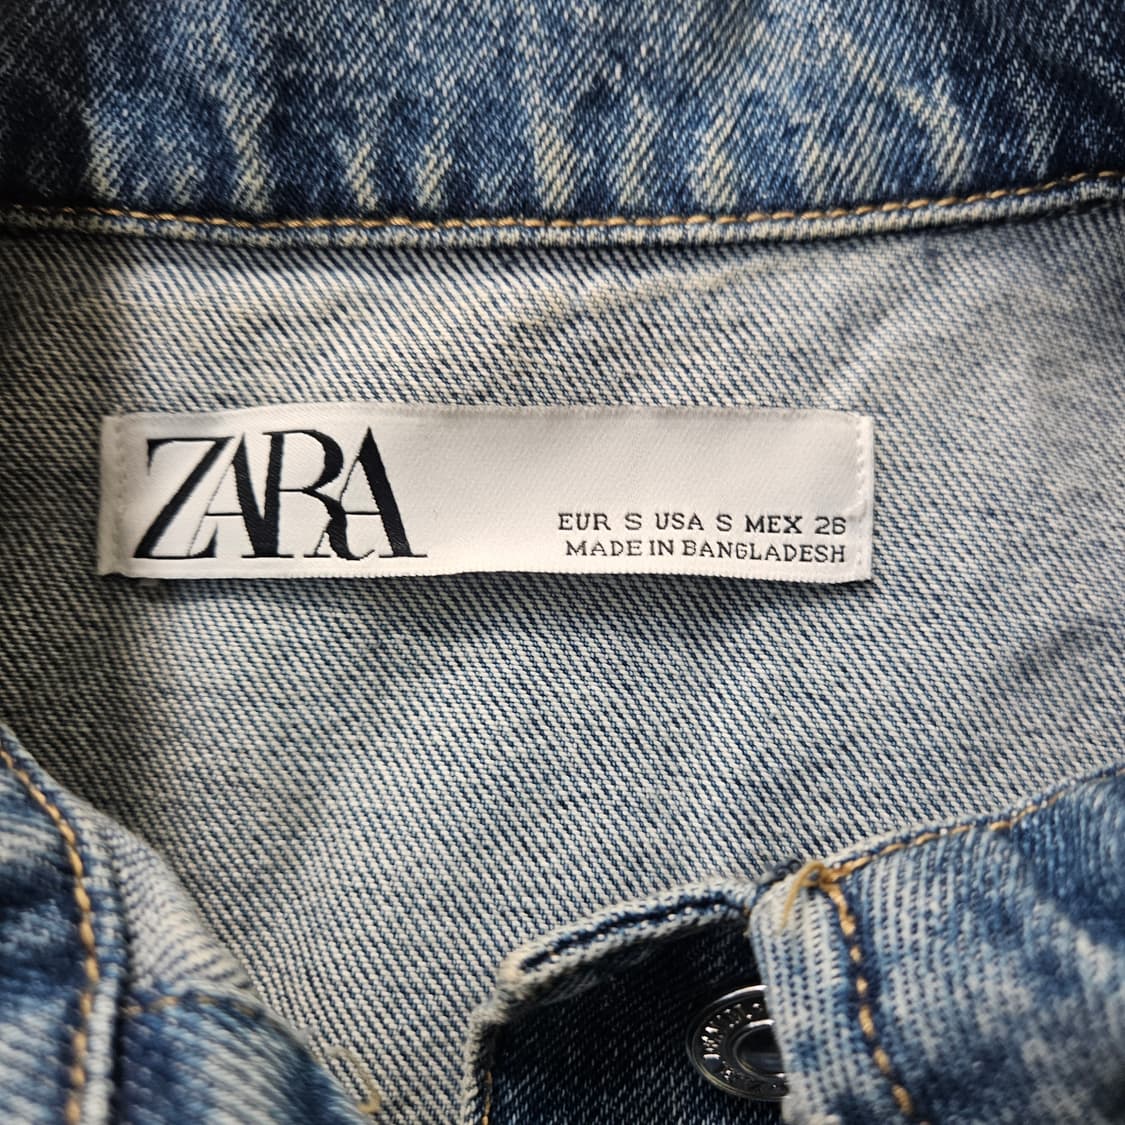 ZARA
EUR S USA S MEX 26
MADE IN BANGLADESH